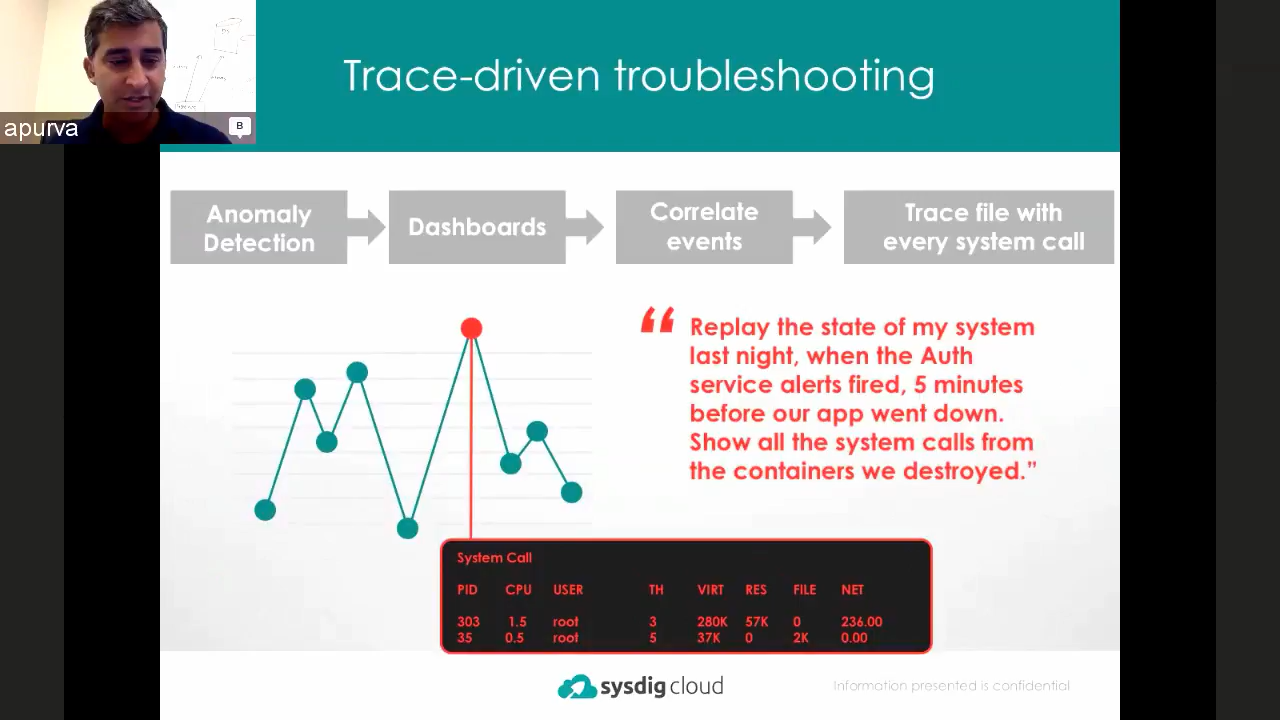 apurva
B
Trace-driven troubleshooting
Anomaly
Detection
Dashboards
Correlate
events
Trace file with
every system call
“ Replay the state of my system
last night, when the Auth
service alerts fired, 5 minutes
before our app went down.
Show all the system calls from
the containers we destroyed.”
System Call
PID CPU USER TH VIRT RES FILE NET
303 1.5 root 3 280K 57K 0 236.00
35 0.5 root 5 37K 0 2K 0.00
sysdig cloud
Information presented is confidential